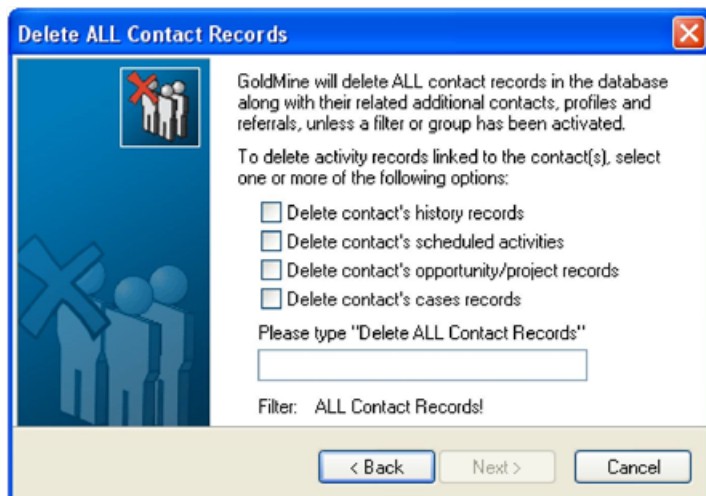 Delete ALL Contact Records
GoldMine will delete ALL contact records in the database
along with their related additional contacts, profiles and
referrals, unless a filter or group has been activated.
To delete activity records linked to the contact(s), select
one or more of the following options:
Delete contact's history records
Delete contact's scheduled activities
Delete contact's opportunity/project records
Delete contact's cases records
Please type "Delete ALL Contact Records"
Filter: ALL Contact Records!
< Back Next > Cancel